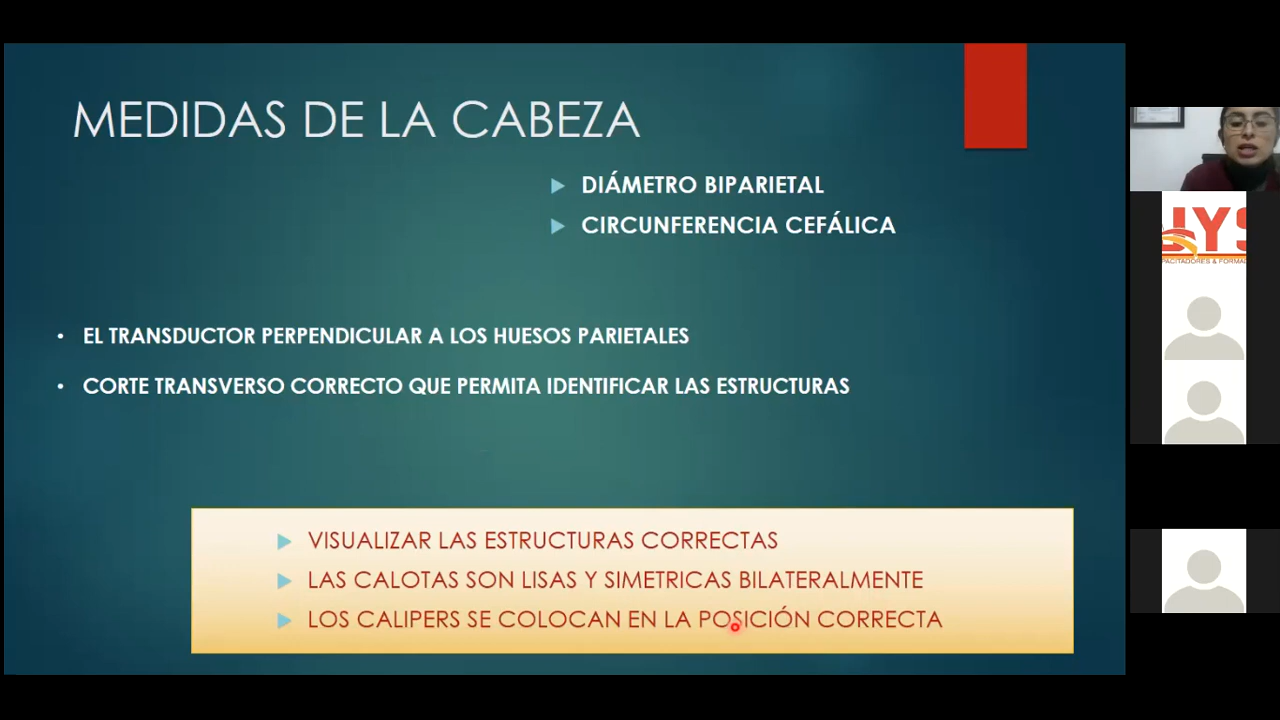 MEDIDAS DE LA CABEZA
DIÁMETRO BIPARIETAL
CIRCUNFERENCIA CEFÁLICA
EL TRANSDUCTOR PERPENDICULAR A LOS HUESOS PARIETALES
CORTE TRANSVERSO CORRECTO QUE PERMITA IDENTIFICAR LAS ESTRUCTURAS
VISUALIZAR LAS ESTRUCTURAS CORRECTAS
LAS CALOTAS SON LISAS Y SIMETRICAS BILATERALMENTE
LOS CALIPERS SE COLOCAN EN LA POSICIÓN CORRECTA